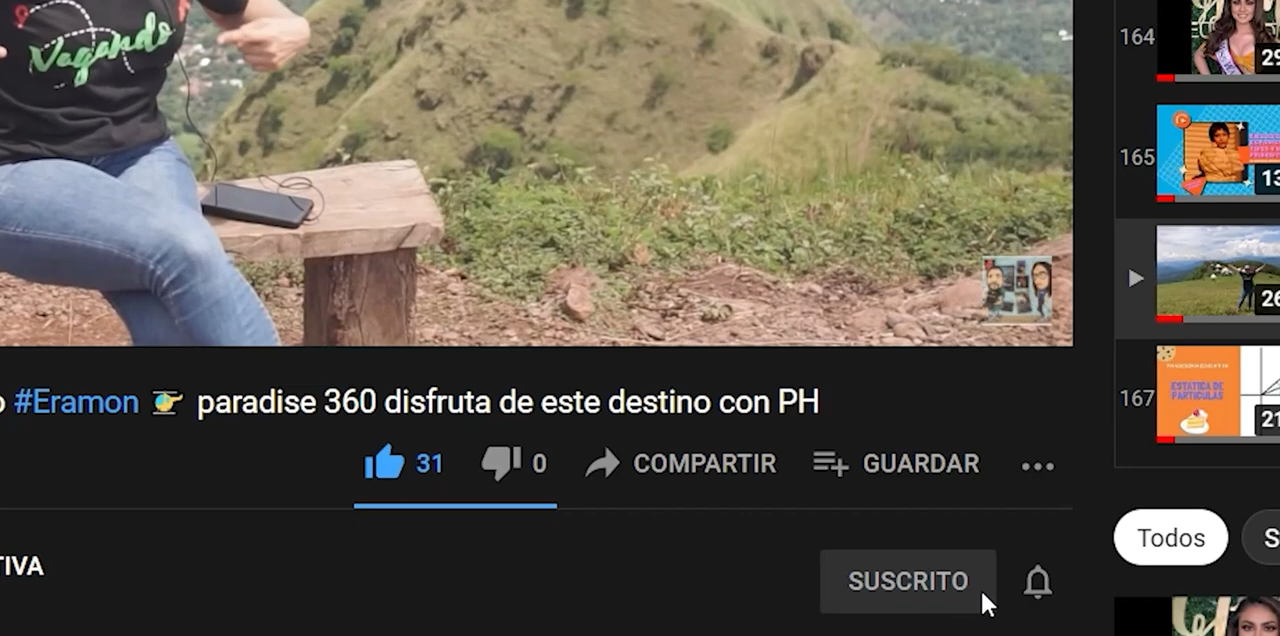 Vagando
#Eramon paradise 360 disfruta de este destino con PH
31
0
COMPARTIR
GUARDAR
TIVA
SUSCRITO
164
29
165
13
26
ESTATICA DE
PARTICULAS
167
21
Todos
S